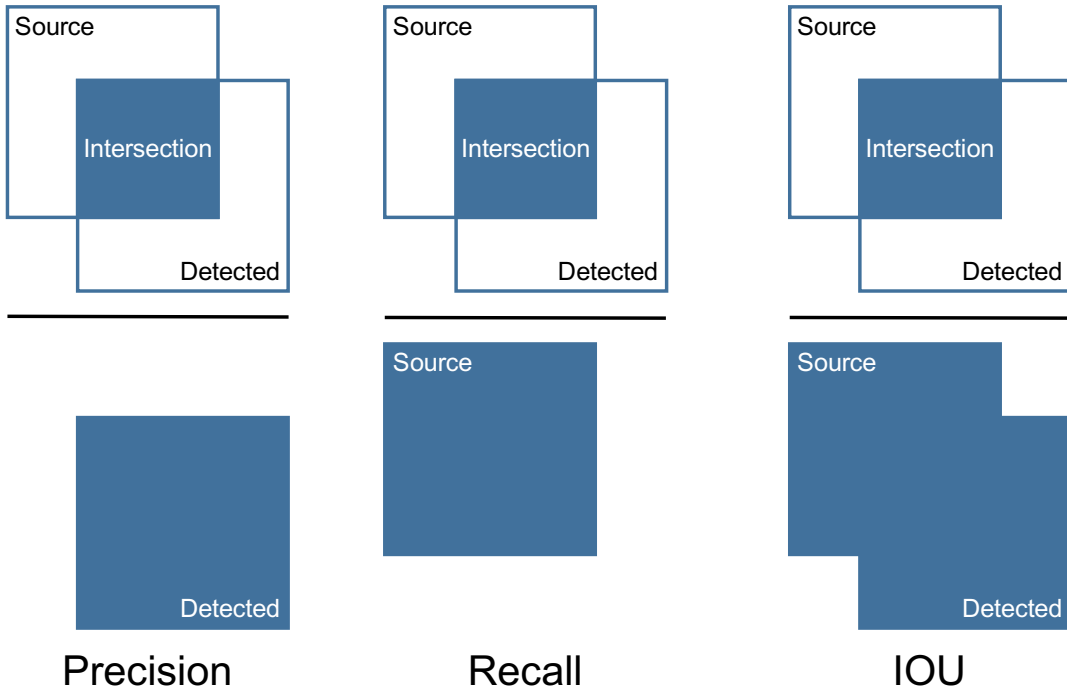 Source
Intersection
Detected
Detected
Precision
Source
Intersection
Detected
Source
Recall
Source
Intersection
Detected
Source
Detected
IOU